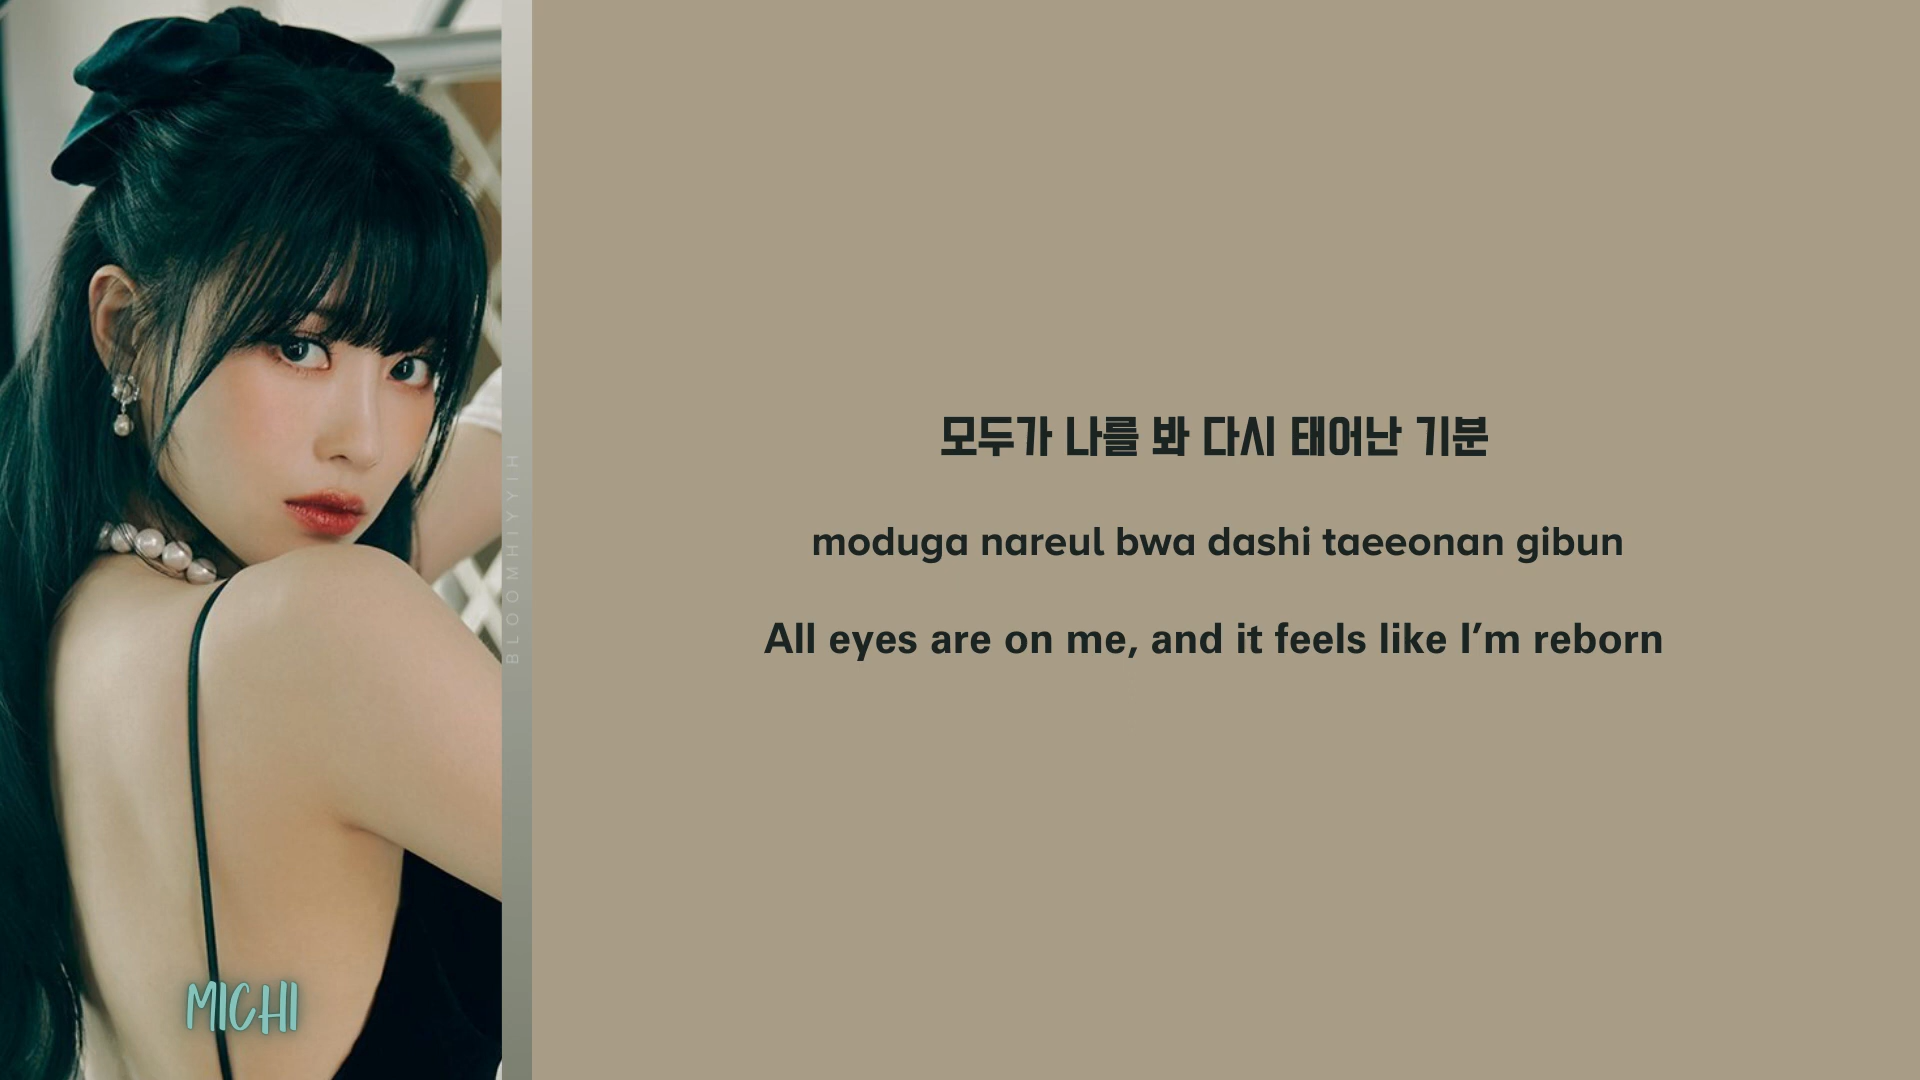 모두가 나를 봐 다시 태어난 기분
moduga nareul bwa dashi taeeonan gibun
All eyes are on me, and it feels like I’m reborn
BLOOMHIYYIH
MICHI